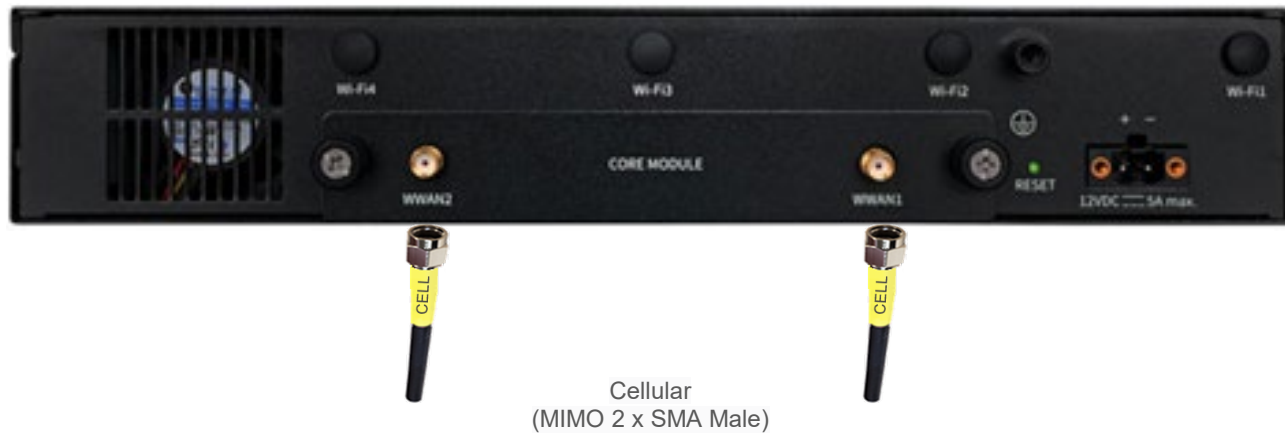 Wi-Fi4
Wi-Fi3
Wi-Fi2
Wi-Fi1
+ −
CORE MODULE
WWAN2
WWAN1
RESET
12VDC ⎓ 5A max.
CELL
CELL
Cellular
(MIMO 2 x SMA Male)